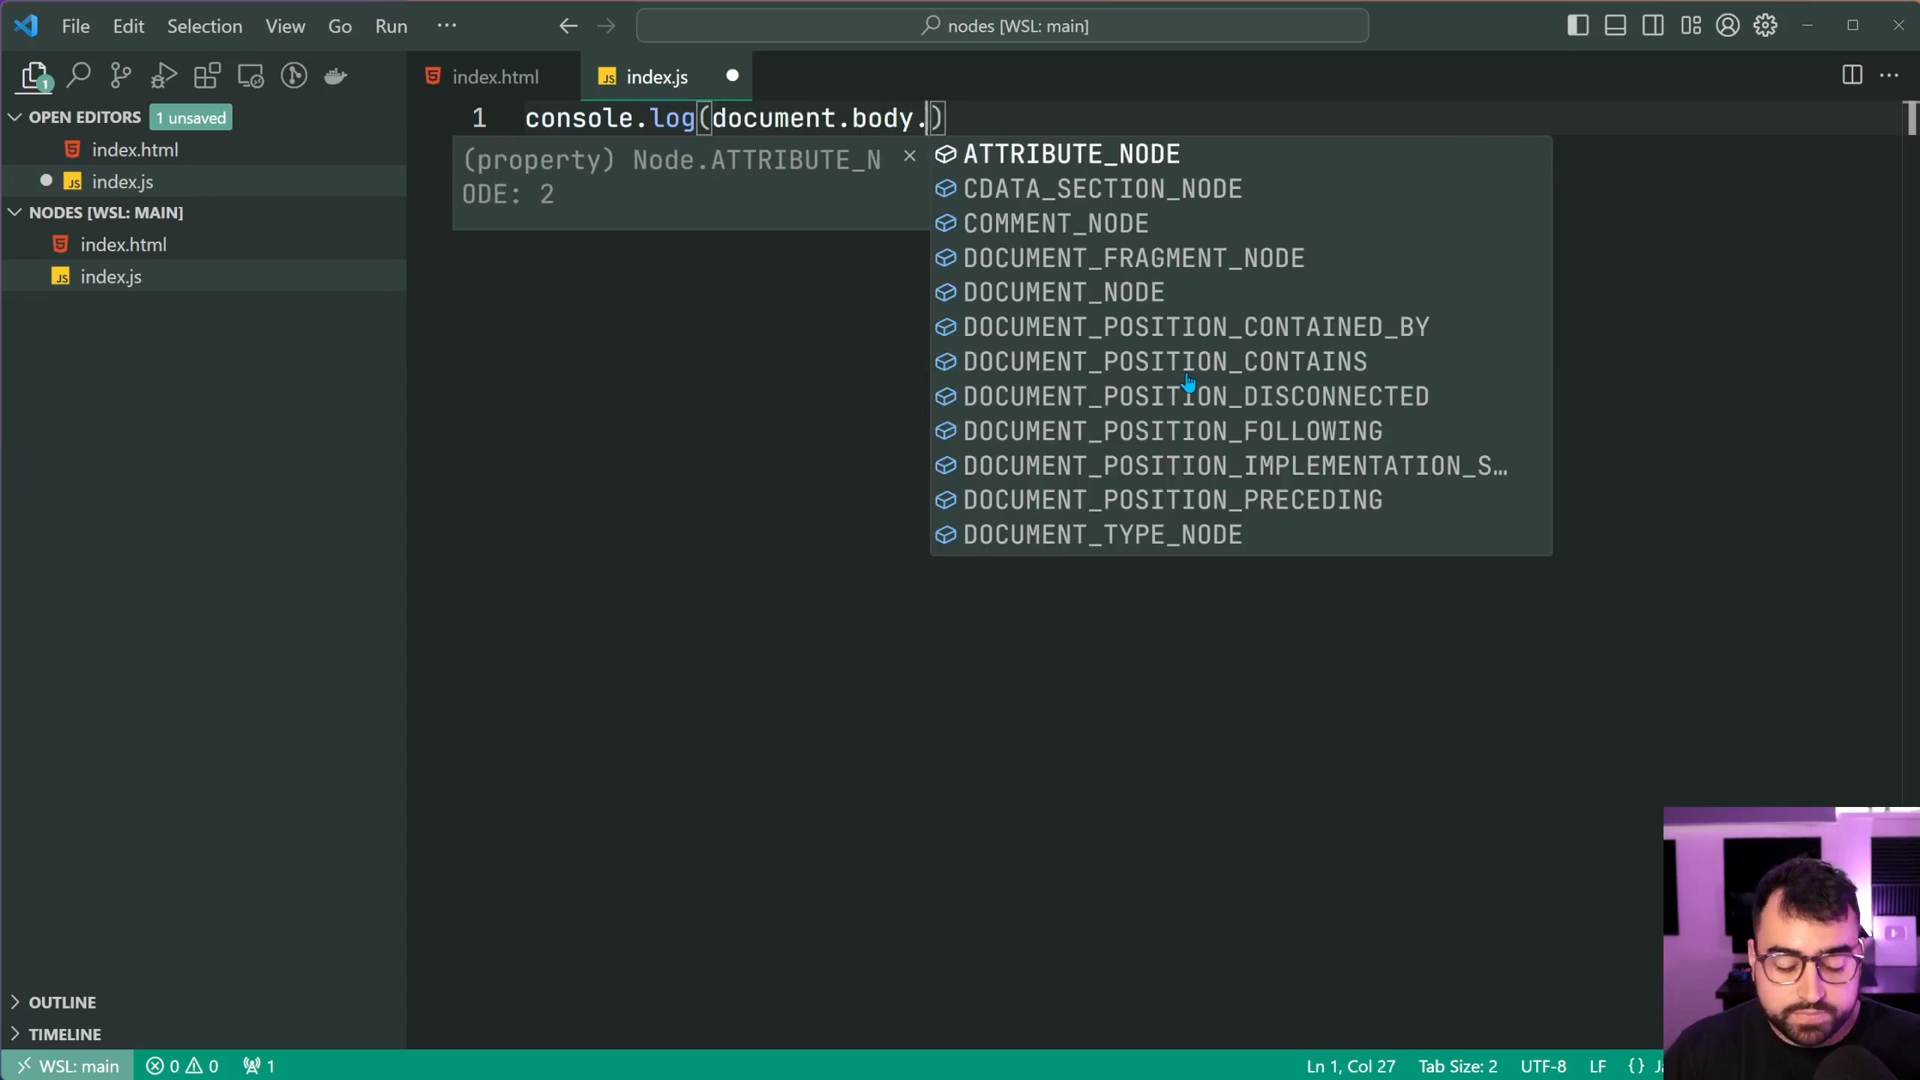 File Edit Selection View Go Run ··· nodes [WSL: main]
1
index.html
index.js
OPEN EDITORS 1 unsaved
index.html
index.js
NODES [WSL: MAIN]
index.html
index.js
1 console.log(document.body.)
(property) Node.ATTRIBUTE_N
ODE: 2
ATTRIBUTE_NODE
CDATA_SECTION_NODE
COMMENT_NODE
DOCUMENT_FRAGMENT_NODE
DOCUMENT_NODE
DOCUMENT_POSITION_CONTAINED_BY
DOCUMENT_POSITION_CONTAINS
DOCUMENT_POSITION_DISCONNECTED
DOCUMENT_POSITION_FOLLOWING
DOCUMENT_POSITION_IMPLEMENTATION_S…
DOCUMENT_POSITION_PRECEDING
DOCUMENT_TYPE_NODE
OUTLINE
TIMELINE
WSL: main 0 0 1 Ln 1, Col 27 Tab Size: 2 UTF-8 LF {}